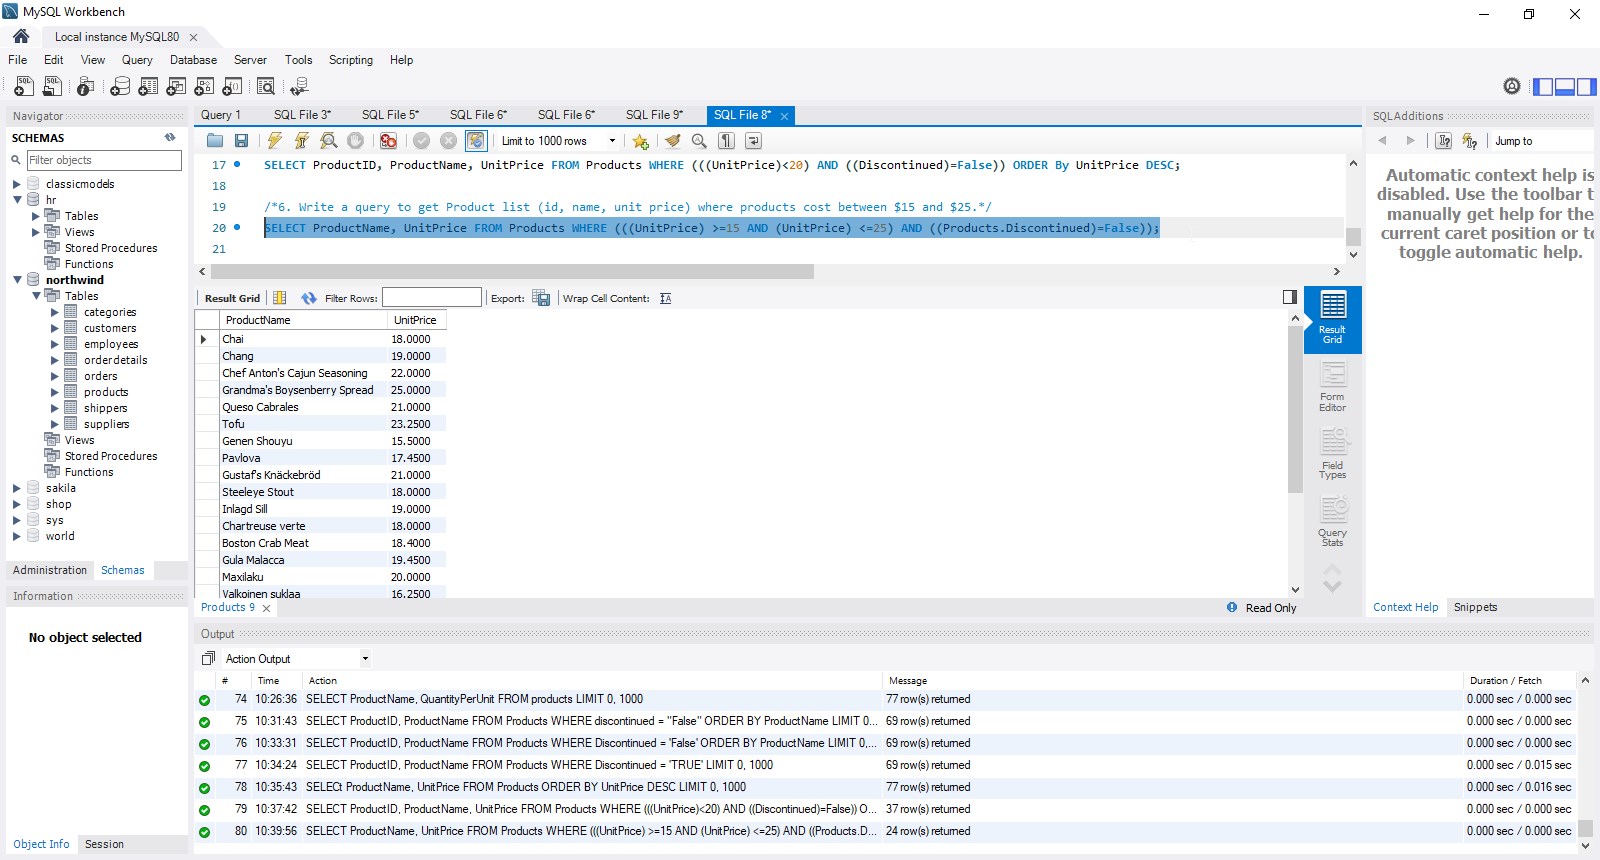 MySQL Workbench
Local instance MySQL80
File Edit View Query Database Server Tools Scripting Help
Navigator
SCHEMAS
Filter objects
classicmodels
hr
Tables
Views
Stored Procedures
Functions
northwind
Tables
categories
customers
employees
orderdetails
orders
products
shippers
suppliers
Views
Stored Procedures
Functions
sakila
shop
sys
world
Administration Schemas
Information
No object selected
Object Info Session
Query 1 SQL File 3* SQL File 5* SQL File 6* SQL File 6* SQL File 9* SQL File 8*
Limit to 1000 rows
17 SELECT ProductID, ProductName, UnitPrice FROM Products WHERE (((UnitPrice)<20) AND ((Discontinued)=False)) ORDER By UnitPrice DESC;
18
19 /*6. Write a query to get Product list (id, name, unit price) where products cost between $15 and $25.*/
20 SELECT ProductName, UnitPrice FROM Products WHERE (((UnitPrice) >=15 AND (UnitPrice) <=25) AND ((Products.Discontinued)=False));
21
Result Grid Filter Rows: Export: Wrap Cell Content:
ProductName UnitPrice
Chai 18.0000
Chang 19.0000
Chef Anton's Cajun Seasoning 22.0000
Grandma's Boysenberry Spread 25.0000
Queso Cabrales 21.0000
Tofu 23.2500
Genen Shouyu 15.5000
Pavlova 17.4500
Gustaf's Knäckebröd 21.0000
Steeleye Stout 18.0000
Inlagd Sill 19.0000
Chartreuse verte 18.0000
Boston Crab Meat 18.4000
Gula Malacca 19.4500
Maxilaku 20.0000
Valkoinen suklaa 16.2500
Result Grid
Form Editor
Field Types
Query Stats
Products 9 Read Only
SQLAdditions
Jump to
Automatic context help is
disabled. Use the toolbar t
manually get help for the
current caret position or to
toggle automatic help.
Context Help Snippets
Output
Action Output
# Time Action Message Duration / Fetch
74 10:26:36 SELECT ProductName, QuantityPerUnit FROM products LIMIT 0, 1000 77 row(s) returned 0.000 sec / 0.000 sec
75 10:31:43 SELECT ProductID, ProductName FROM Products WHERE discontinued = "False" ORDER BY ProductName LIMIT 0... 69 row(s) returned 0.000 sec / 0.000 sec
76 10:33:31 SELECT ProductID, ProductName FROM Products WHERE Discontinued = 'False' ORDER BY ProductName LIMIT 0,... 69 row(s) returned 0.000 sec / 0.000 sec
77 10:34:24 SELECT ProductID, ProductName FROM Products WHERE Discontinued = 'TRUE' LIMIT 0, 1000 69 row(s) returned 0.000 sec / 0.015 sec
78 10:35:43 SELECt ProductName, UnitPrice FROM Products ORDER BY UnitPrice DESC LIMIT 0, 1000 77 row(s) returned 0.000 sec / 0.016 sec
79 10:37:42 SELECT ProductID, ProductName, UnitPrice FROM Products WHERE (((UnitPrice)<20) AND ((Discontinued)=False)) O... 37 row(s) returned 0.000 sec / 0.000 sec
80 10:39:56 SELECT ProductName, UnitPrice FROM Products WHERE (((UnitPrice) >=15 AND (UnitPrice) <=25) AND ((Products.D... 24 row(s) returned 0.000 sec / 0.000 sec